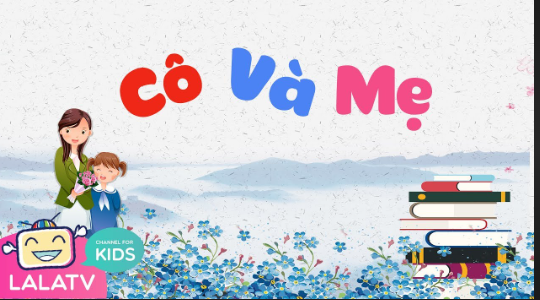 Cô Và Mẹ
CHANNEL FOR
KIDS
LALATV